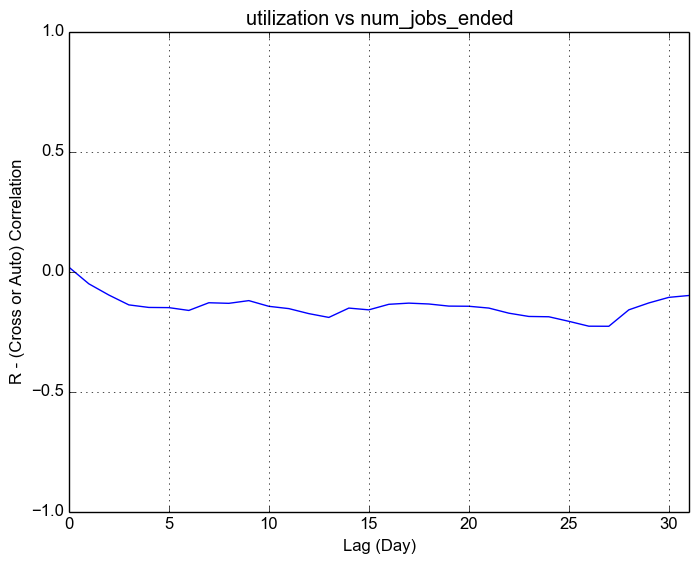 utilization vs num_jobs_ended
1.0
0.5
0.0
−0.5
−1.0
R - (Cross or Auto) Correlation
0 5 10 15 20 25 30
Lag (Day)